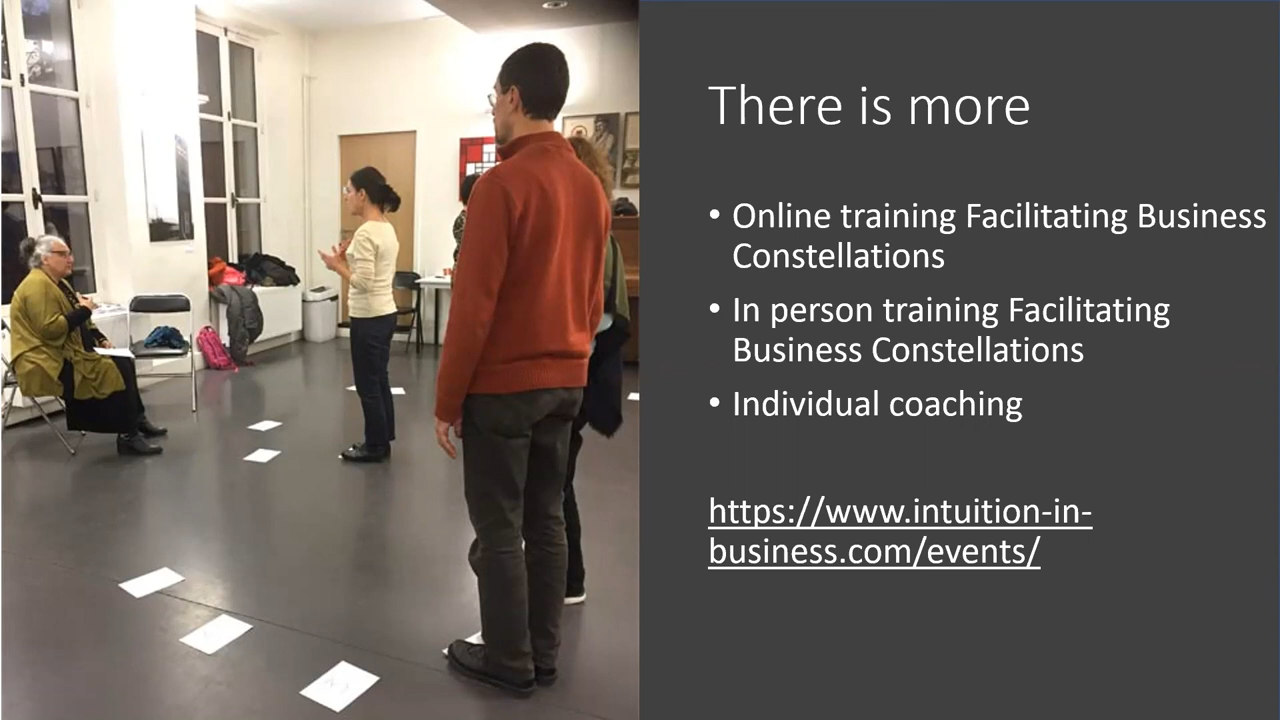 There is more
• Online training Facilitating Business
Constellations
• In person training Facilitating
Business Constellations
• Individual coaching
https://www.intuition-in-
business.com/events/